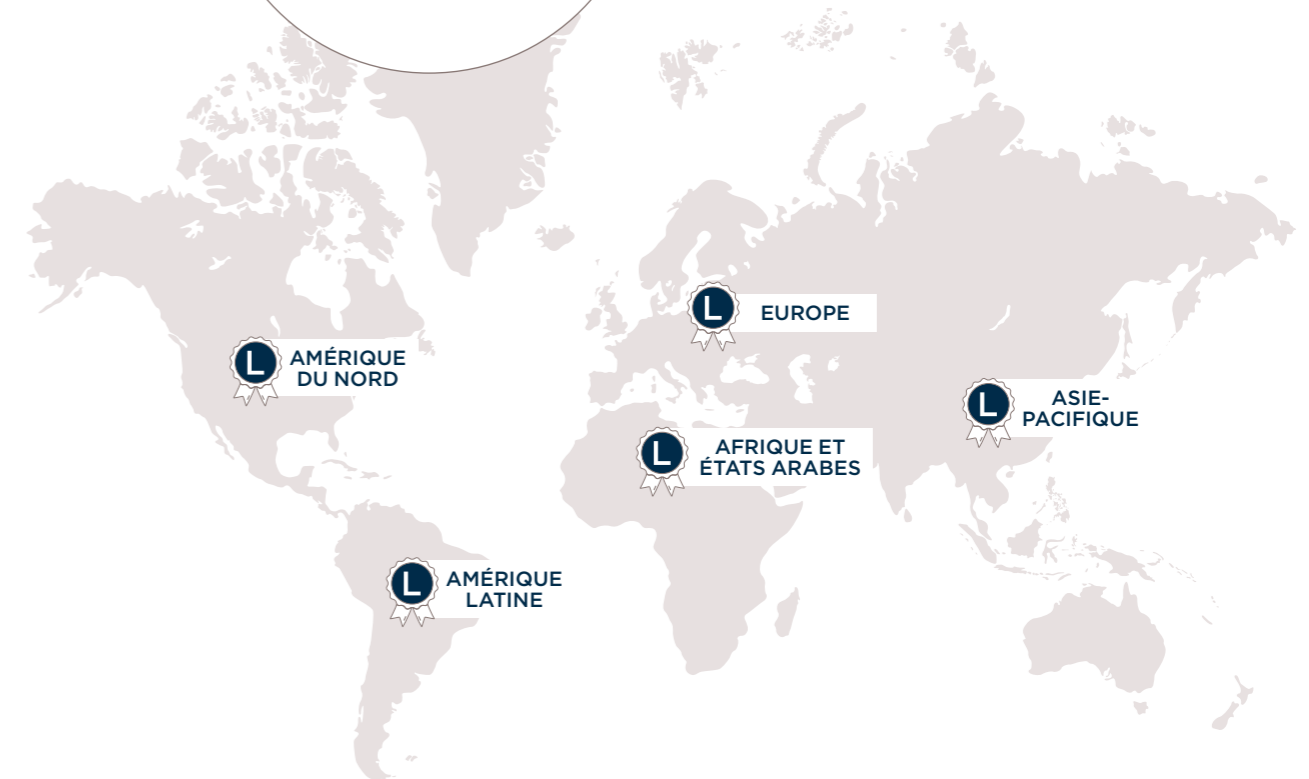 L
EUROPE
L
AMÉRIQUE
DU NORD
L
ASIE-
PACIFIQUE
L
AFRIQUE ET
ÉTATS ARABES
L
AMÉRIQUE
LATINE